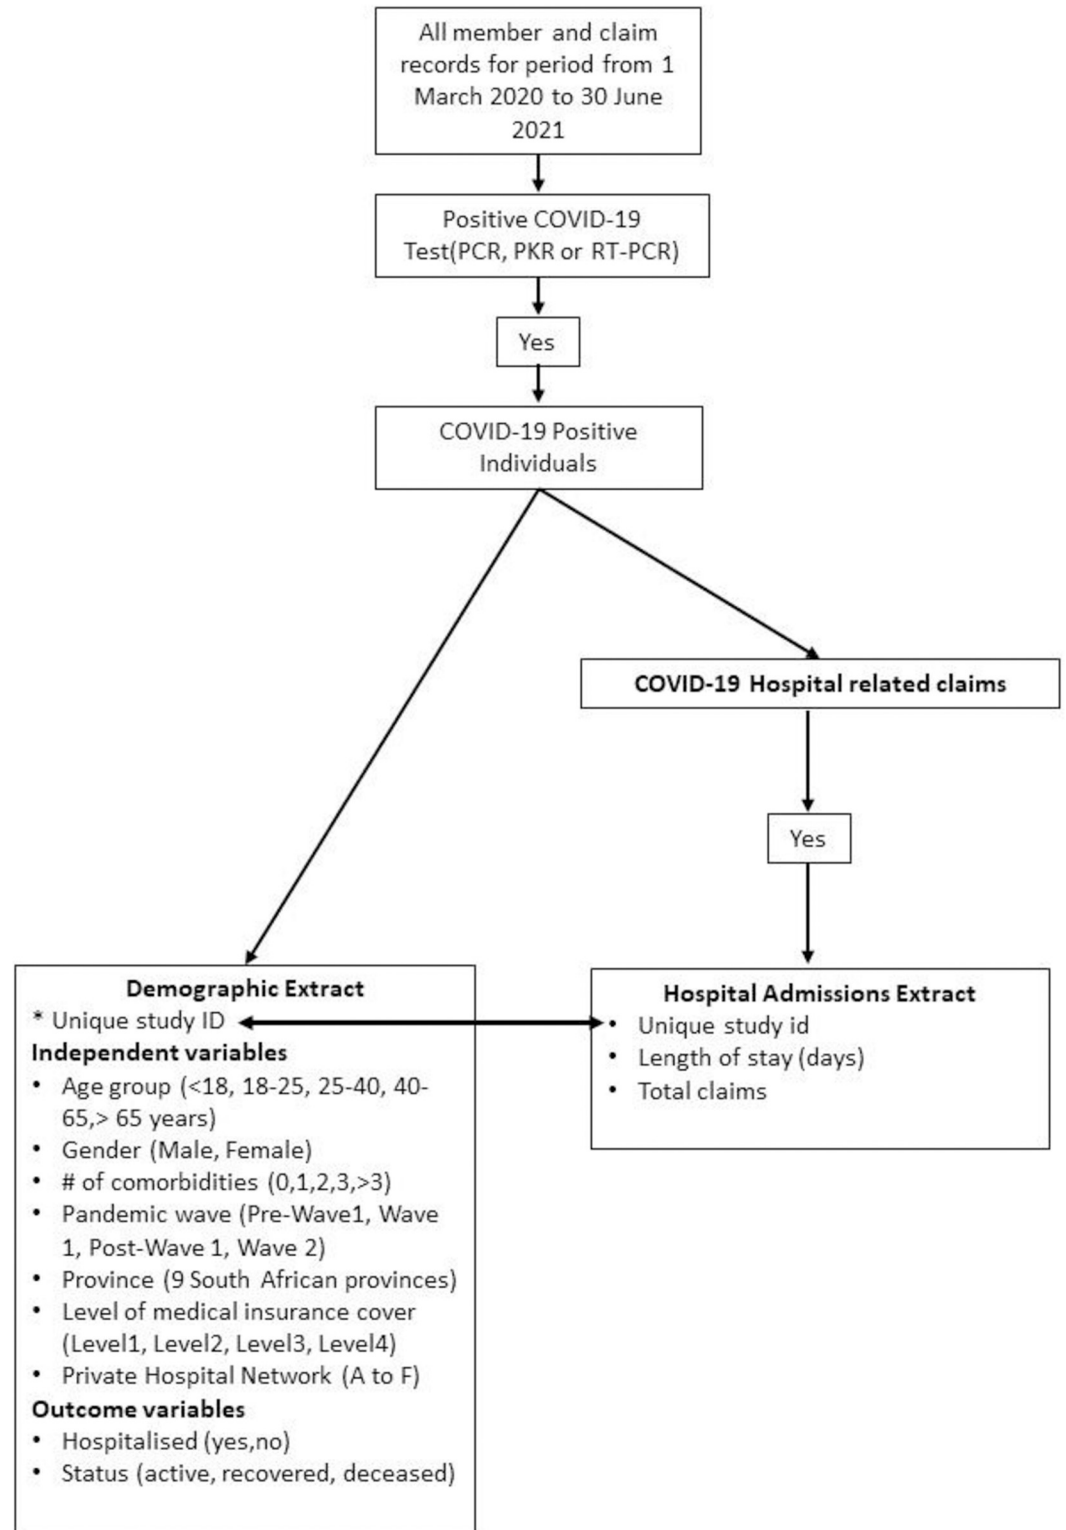 All member and claim
records for period from 1
March 2020 to 30 June
2021
Positive COVID-19
Test(PCR, PKR or RT-PCR)
Yes
COVID-19 Positive
Individuals
COVID-19 Hospital related claims
Yes
Demographic Extract
* Unique study ID
Independent variables
• Age group (<18, 18-25, 25-40, 40-
65,> 65 years)
• Gender (Male, Female)
• # of comorbidities (0,1,2,3,>3)
• Pandemic wave (Pre-Wave1, Wave
1, Post-Wave 1, Wave 2)
• Province (9 South African provinces)
• Level of medical insurance cover
(Level1, Level2, Level3, Level4)
• Private Hospital Network (A to F)
Outcome variables
• Hospitalised (yes,no)
• Status (active, recovered, deceased)
Hospital Admissions Extract
• Unique study id
• Length of stay (days)
• Total claims